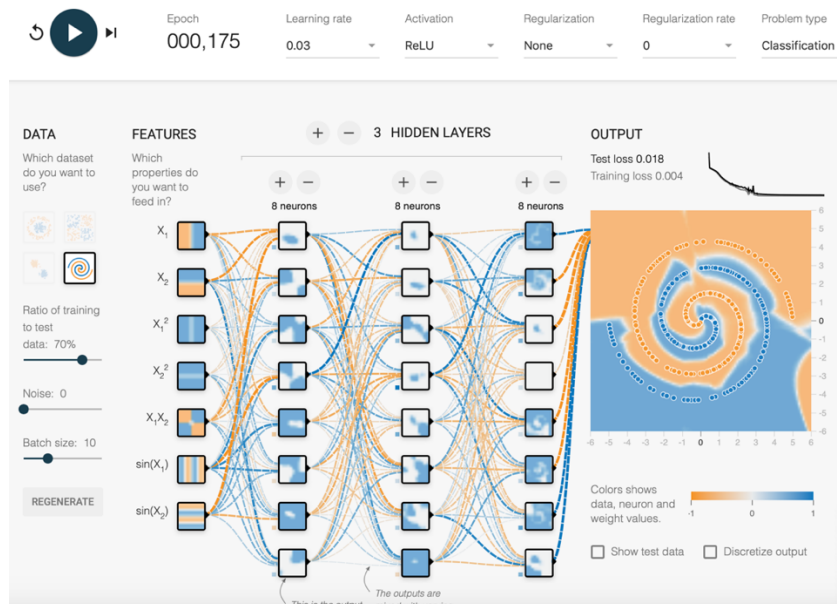 Epoch
000,175
Learning rate
0.03
Activation
ReLU
Regularization
None
Regularization rate
0
Problem type
Classification
DATA
Which dataset
do you want to
use?
Ratio of training
to test
data: 70%
Noise: 0
Batch size: 10
REGENERATE
FEATURES
Which
properties do
you want to
feed in?
X₁
X₂
X₁²
X₂²
X₁X₂
sin(X₁)
sin(X₂)
+ − 3 HIDDEN LAYERS
+ −
8 neurons
+ −
8 neurons
+ −
8 neurons
This is the output
The outputs are
OUTPUT
Test loss 0.018
Training loss 0.004
6
5
4
3
2
1
0
-1
-2
-3
-4
-5
-6
-6 -5 -4 -3 -2 -1 0 1 2 3 4 5 6
Colors shows
data, neuron and
weight values.
-1 0 1
Show test data
Discretize output